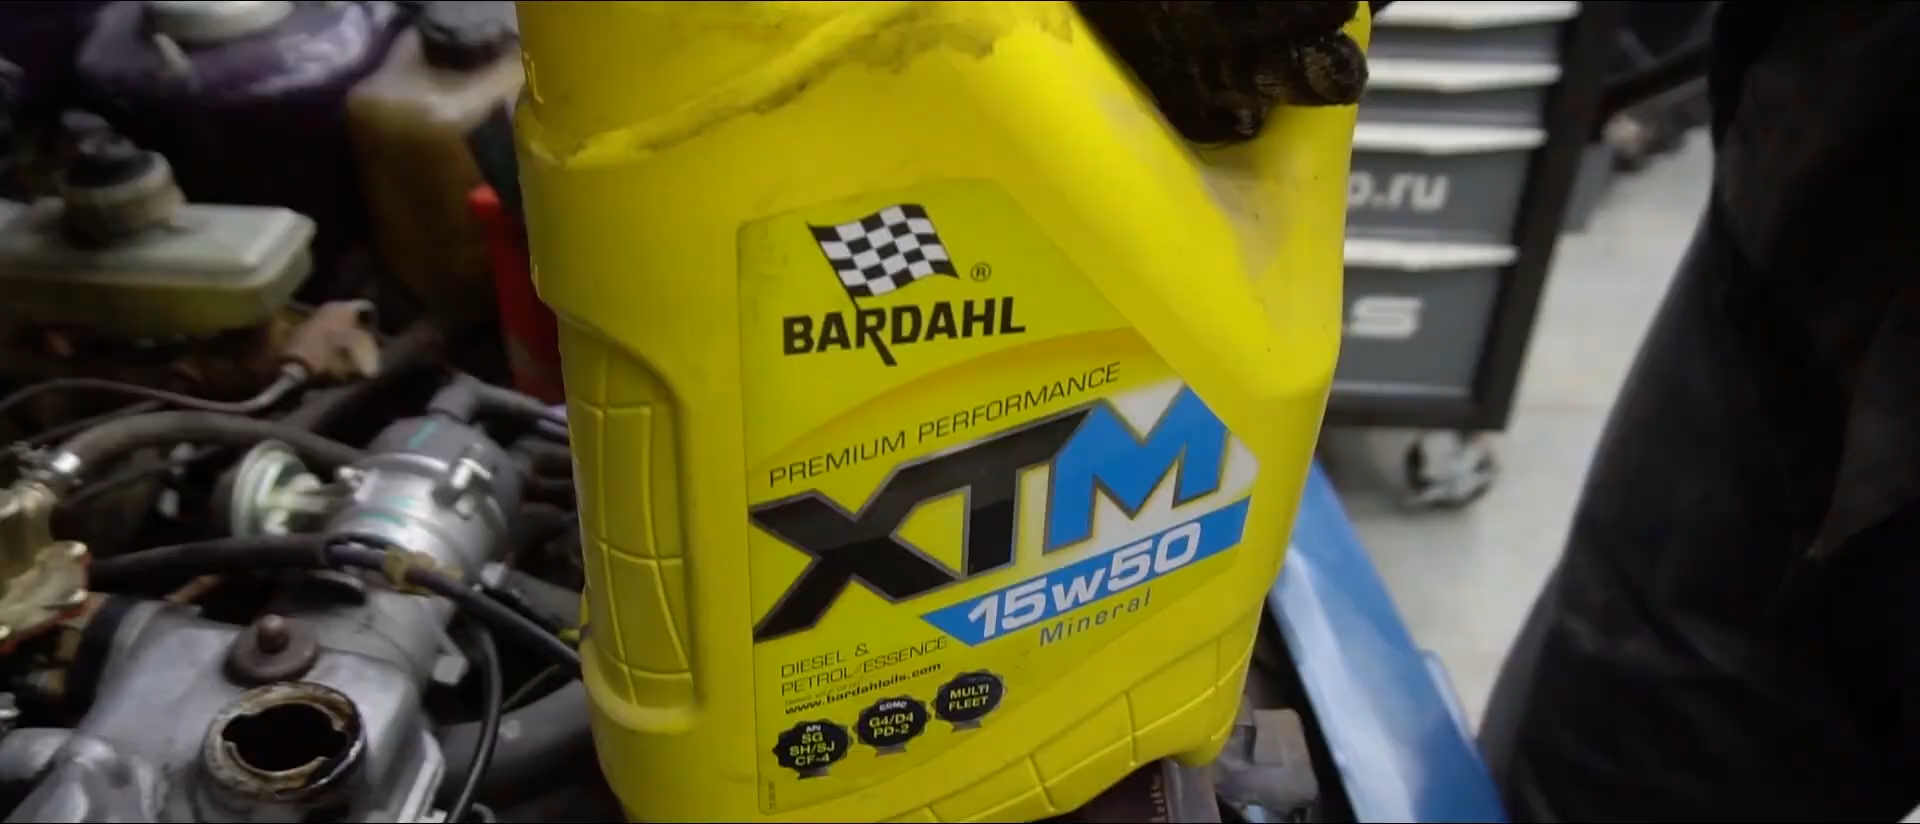 ®
BARDAHL
PREMIUM PERFORMANCE
XTM
15w50
Mineral
DIESEL &
PETROL/ESSENCE
www.bardahloils.com
API
SG
SH/SJ
CF-4
G4/D4
PD-2
MULTI
FLEET
o.ru
LS